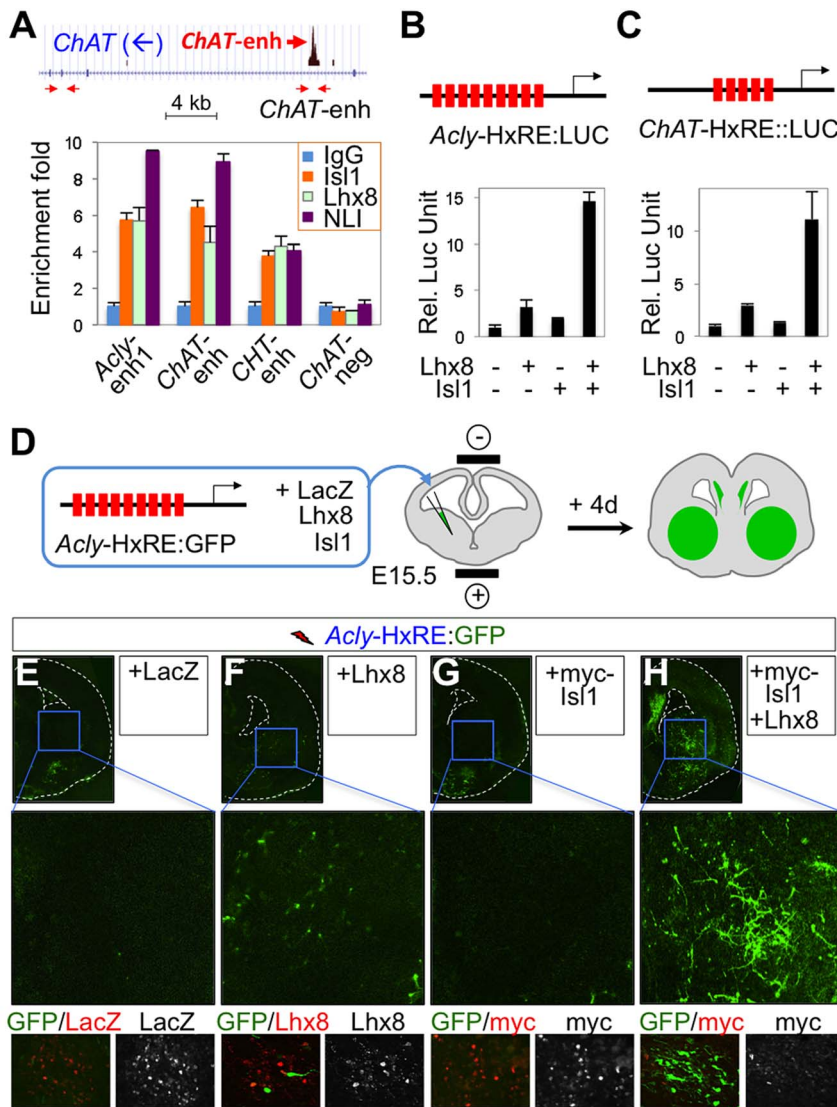 A
ChAT (←)
ChAT-enh
4 kb
ChAT-enh
Enrichment fold
10
8
6
4
2
0
IgG
Isl1
Lhx8
NLI
Acly-enh1
ChAT-enh
CHT-enh
ChAT-neg
B
Acly-HxRE:LUC
Rel. Luc Unit
15
10
5
0
Lhx8 - + - +
Isl1 - - + +
C
ChAT-HxRE::LUC
Rel. Luc Unit
10
5
0
Lhx8 - + - +
Isl1 - - + +
D
Acly-HxRE:GFP
+ LacZ
Lhx8
Isl1
-
E15.5
+
+ 4d
Acly-HxRE:GFP
E
+LacZ
F
+Lhx8
G
+myc-
Isl1
H
+myc-
Isl1
+Lhx8
GFP/LacZ LacZ
GFP/Lhx8 Lhx8
GFP/myc myc
GFP/myc myc